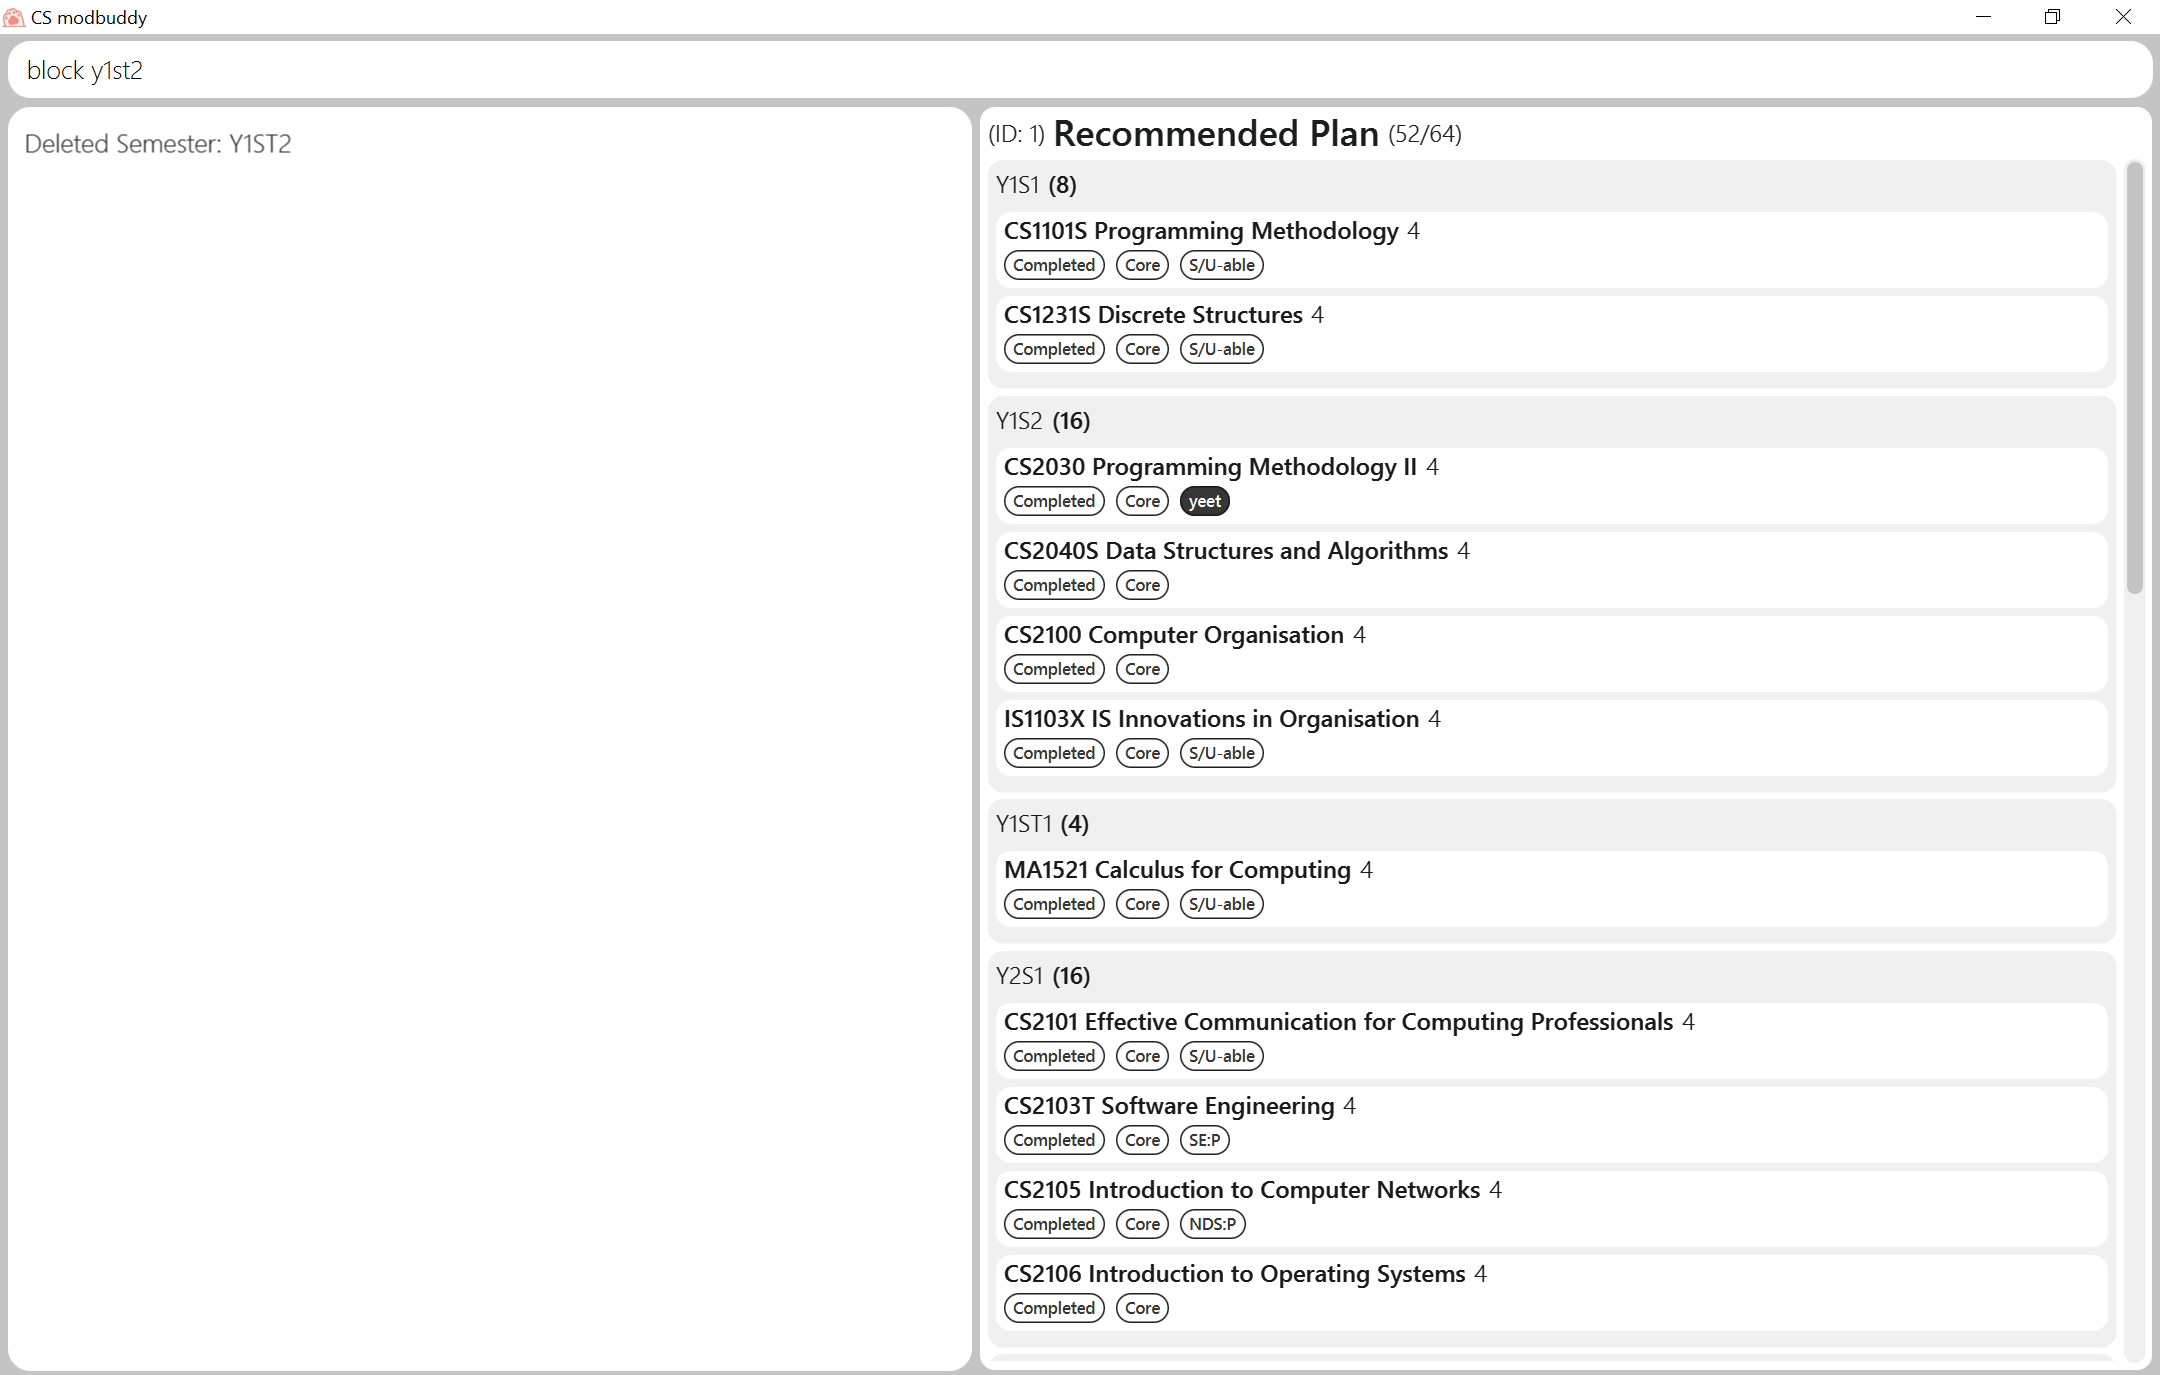 CS modbuddy
block y1st2
Deleted Semester: Y1ST2
(ID: 1) Recommended Plan (52/64)
Y1S1 (8)
CS1101S Programming Methodology 4
Completed Core S/U-able
CS1231S Discrete Structures 4
Completed Core S/U-able
Y1S2 (16)
CS2030 Programming Methodology II 4
Completed Core yeet
CS2040S Data Structures and Algorithms 4
Completed Core
CS2100 Computer Organisation 4
Completed Core
IS1103X IS Innovations in Organisation 4
Completed Core S/U-able
Y1ST1 (4)
MA1521 Calculus for Computing 4
Completed Core S/U-able
Y2S1 (16)
CS2101 Effective Communication for Computing Professionals 4
Completed Core S/U-able
CS2103T Software Engineering 4
Completed Core SE:P
CS2105 Introduction to Computer Networks 4
Completed Core NDS:P
CS2106 Introduction to Operating Systems 4
Completed Core